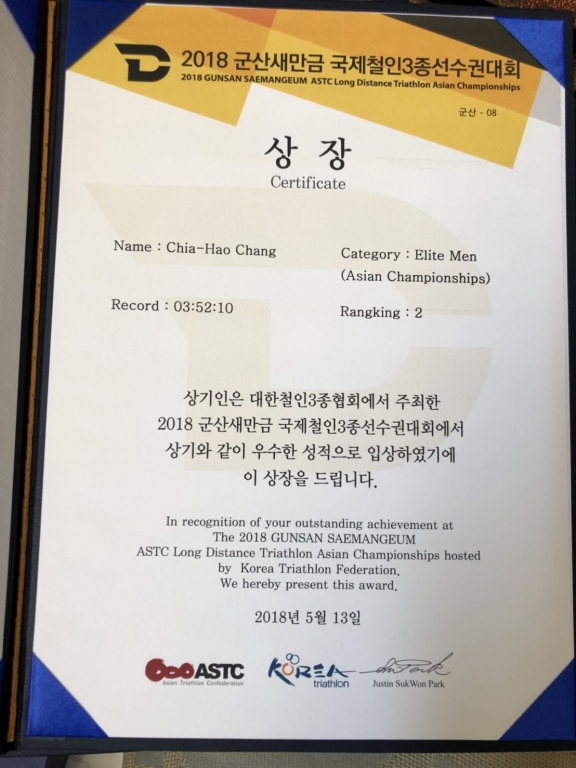 2018 군산새만금 국제철인3종선수권대회
2018 GUNSAN SAEMANGEUM ASTC Long Distance Triathlon Asian Championships
군산 - 08
상 장
Certificate
Name : Chia-Hao Chang
Category : Elite Men
(Asian Championships)
Record : 03:52:10
Rangking : 2
상기인은 대한철인3종협회에서 주최한
2018 군산새만금 국제철인3종선수권대회에서
상기와 같이 우수한 성적으로 입상하였기에
이 상장을 드립니다.
In recognition of your outstanding achievement at
The 2018 GUNSAN SAEMANGEUM
ASTC Long Distance Triathlon Asian Championships hosted
by Korea Triathlon Federation.
We hereby present this award.
2018년 5월 13일
ASTC
Asian Triathlon Confederation
KOREA
triathlon
Justin SukWon Park